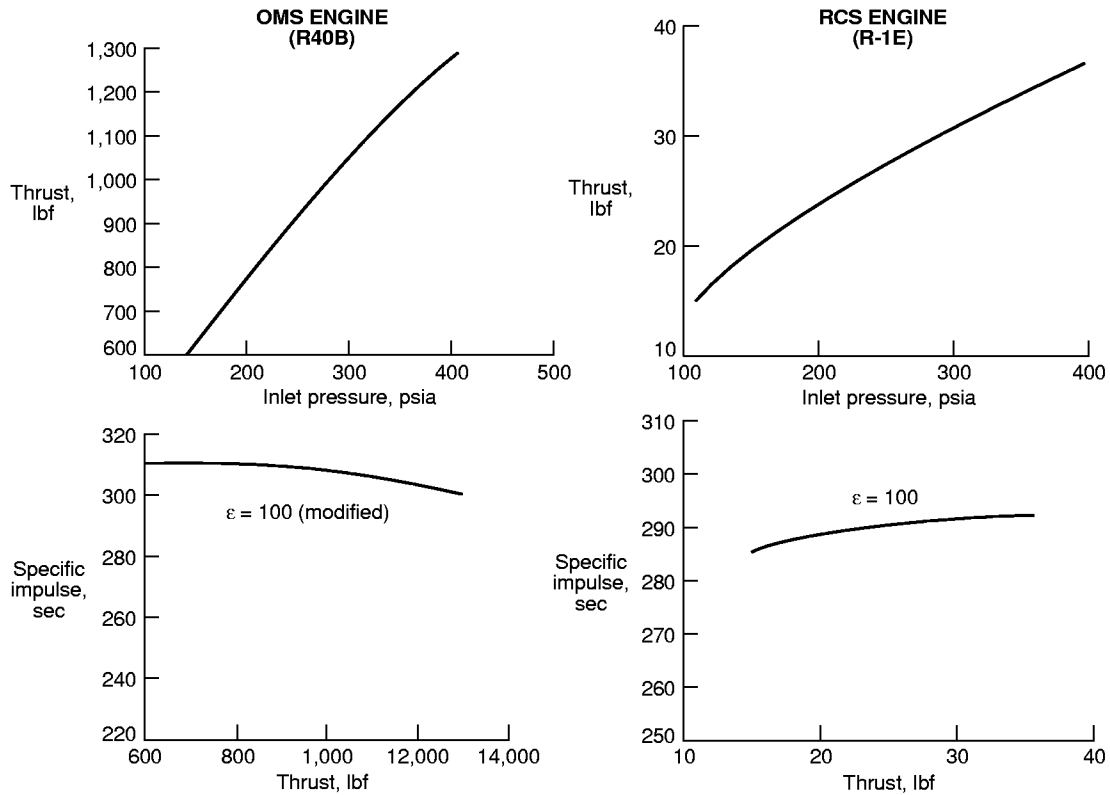 OMS ENGINE
(R40B)
1,300
1,200
1,100
1,000
900
800
700
600
Thrust,
lbf
100 200 300 400 500
Inlet pressure, psia
RCS ENGINE
(R-1E)
40
30
20
10
Thrust,
lbf
100 200 300 400
Inlet pressure, psia
320
300
280
260
240
220
Specific
impulse,
sec
ε = 100 (modified)
600 800 1,000 12,000 14,000
Thrust, lbf
310
300
290
280
270
260
250
Specific
impulse,
sec
ε = 100
10 20 30 40
Thrust, lbf